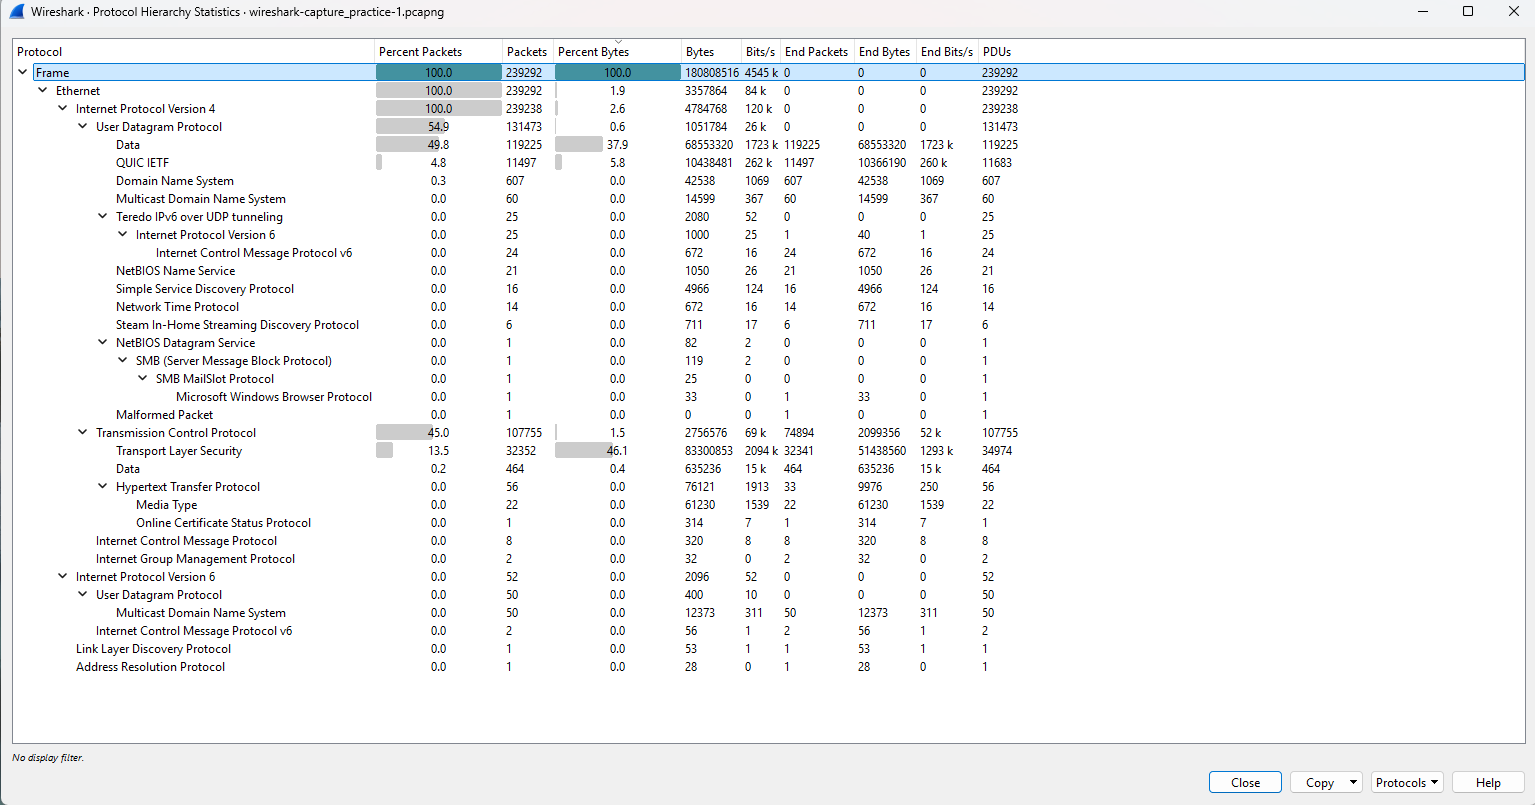 Wireshark · Protocol Hierarchy Statistics · wireshark-capture_practice-1.pcapng
Protocol Percent Packets Packets Percent Bytes Bytes Bits/s End Packets End Bytes End Bits/s PDUs
Frame 100.0 239292 100.0 180808516 4545 k 0 0 0 239292
Ethernet 100.0 239292 1.9 3357864 84 k 0 0 0 239292
Internet Protocol Version 4 100.0 239238 2.6 4784768 120 k 0 0 0 239238
User Datagram Protocol 54.9 131473 0.6 1051784 26 k 0 0 0 131473
Data 49.8 119225 37.9 68553320 1723 k 119225 68553320 1723 k 119225
QUIC IETF 4.8 11497 5.8 10438481 262 k 11497 10366190 260 k 11683
Domain Name System 0.3 607 0.0 42538 1069 607 42538 1069 607
Multicast Domain Name System 0.0 60 0.0 14599 367 60 14599 367 60
Teredo IPv6 over UDP tunneling 0.0 25 0.0 2080 52 0 0 0 25
Internet Protocol Version 6 0.0 25 0.0 1000 25 1 40 1 25
Internet Control Message Protocol v6 0.0 24 0.0 672 16 24 672 16 24
NetBIOS Name Service 0.0 21 0.0 1050 26 21 1050 26 21
Simple Service Discovery Protocol 0.0 16 0.0 4966 124 16 4966 124 16
Network Time Protocol 0.0 14 0.0 672 16 14 672 16 14
Steam In-Home Streaming Discovery Protocol 0.0 6 0.0 711 17 6 711 17 6
NetBIOS Datagram Service 0.0 1 0.0 82 2 0 0 0 1
SMB (Server Message Block Protocol) 0.0 1 0.0 119 2 0 0 0 1
SMB MailSlot Protocol 0.0 1 0.0 25 0 0 0 0 1
Microsoft Windows Browser Protocol 0.0 1 0.0 33 0 1 33 0 1
Malformed Packet 0.0 1 0.0 0 0 1 0 0 1
Transmission Control Protocol 45.0 107755 1.5 2756576 69 k 74894 2099356 52 k 107755
Transport Layer Security 13.5 32352 46.1 83300853 2094 k 32341 51438560 1293 k 34974
Data 0.2 464 0.4 635236 15 k 464 635236 15 k 464
Hypertext Transfer Protocol 0.0 56 0.0 76121 1913 33 9976 250 56
Media Type 0.0 22 0.0 61230 1539 22 61230 1539 22
Online Certificate Status Protocol 0.0 1 0.0 314 7 1 314 7 1
Internet Control Message Protocol 0.0 8 0.0 320 8 8 320 8 8
Internet Group Management Protocol 0.0 2 0.0 32 0 2 32 0 2
Internet Protocol Version 6 0.0 52 0.0 2096 52 0 0 0 52
User Datagram Protocol 0.0 50 0.0 400 10 0 0 0 50
Multicast Domain Name System 0.0 50 0.0 12373 311 50 12373 311 50
Internet Control Message Protocol v6 0.0 2 0.0 56 1 2 56 1 2
Link Layer Discovery Protocol 0.0 1 0.0 53 1 1 53 1 1
Address Resolution Protocol 0.0 1 0.0 28 0 1 28 0 1
No display filter.
Close Copy Protocols Help